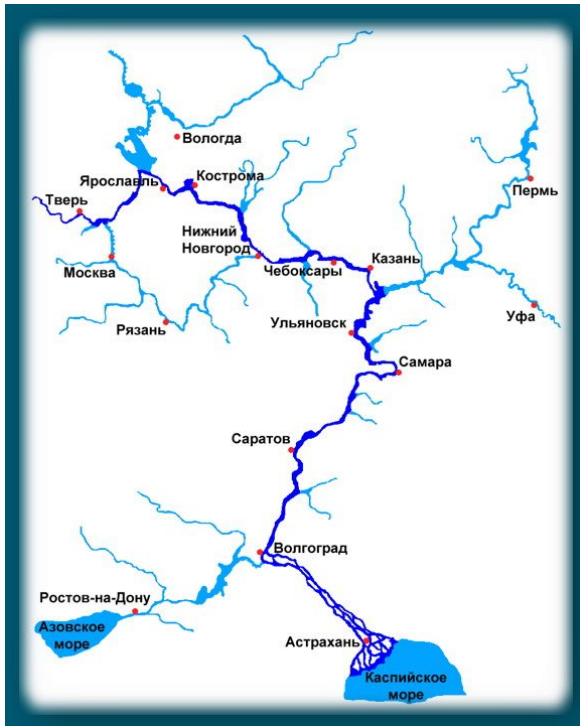 Вологда
Ярославль
Кострома
Тверь
Пермь
Нижний
Новгород
Москва
Чебоксары
Казань
Рязань
Ульяновск
Уфа
Самара
Саратов
Волгоград
Ростов-на-Дону
Азовское
море
Астрахань
Каспийское
море